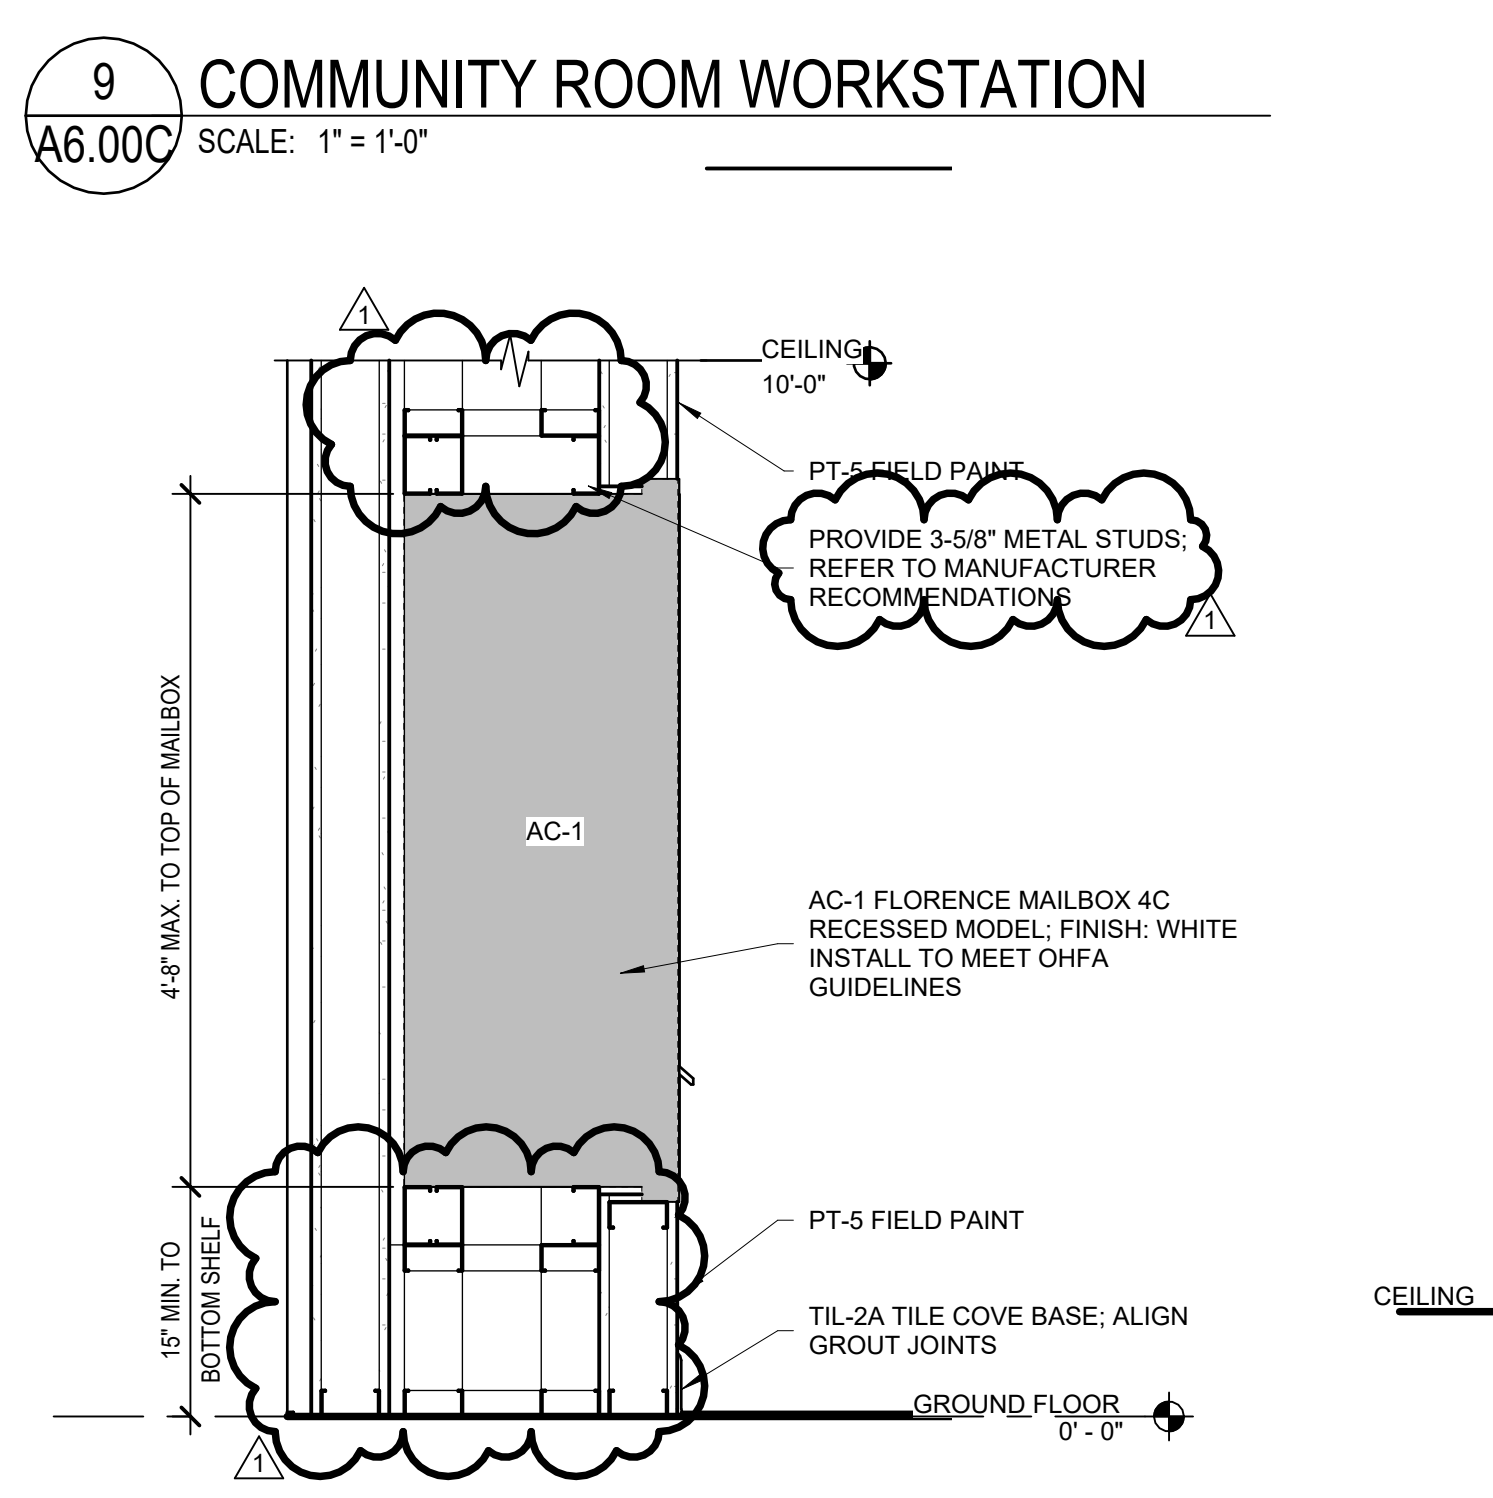 9
A6.00C
COMMUNITY ROOM WORKSTATION
SCALE: 1" = 1'-0"
1
CEILING
10'-0"
PT-5 FIELD PAINT
PROVIDE 3-5/8" METAL STUDS;
REFER TO MANUFACTURER
RECOMMENDATIONS
1
4'-8" MAX. TO TOP OF MAILBOX
AC-1
AC-1 FLORENCE MAILBOX 4C
RECESSED MODEL; FINISH: WHITE
INSTALL TO MEET OHFA
GUIDELINES
15" MIN. TO
BOTTOM SHELF
PT-5 FIELD PAINT
TIL-2A TILE COVE BASE; ALIGN
GROUT JOINTS
CEILING
GROUND FLOOR
0' - 0"
1